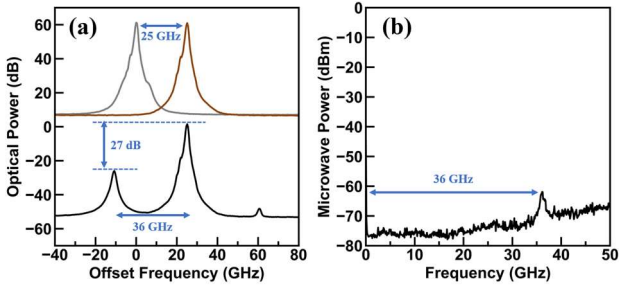 (a)
25 GHz
27 dB
36 GHz
Optical Power (dB)
60
40
20
0
−20
−40
−60
−40 −20 0 20 40 60 80
Offset Frequency (GHz)
(b)
36 GHz
Microwave Power (dBm)
0
−10
−20
−30
−40
−50
−60
−70
−80
0 10 20 30 40 50
Frequency (GHz)